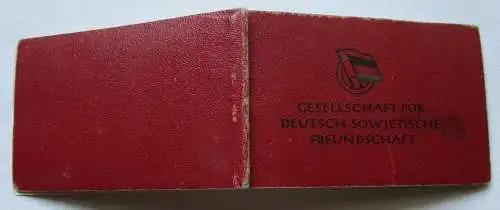 GESELLSCHAFT FÜR
DEUTSCH-SOWJETISCHE
FREUNDSCHAFT